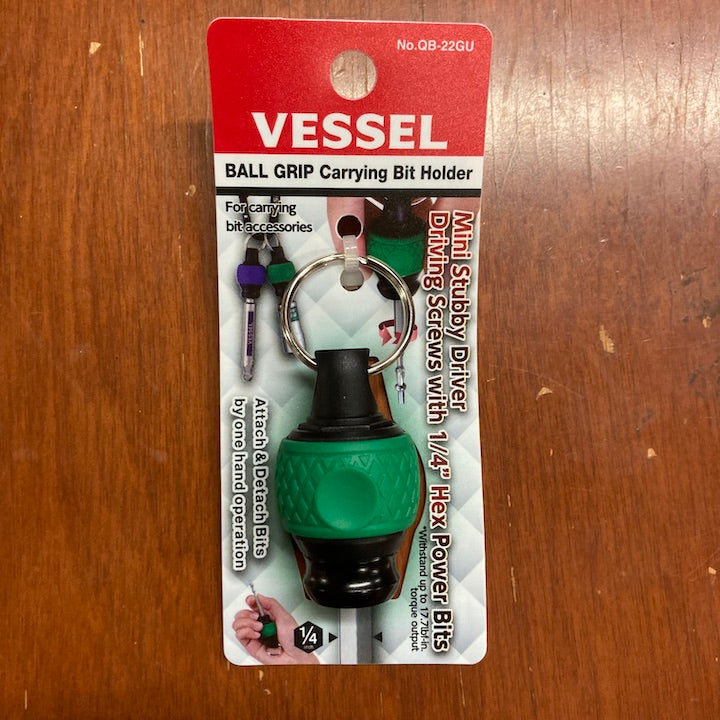 No.QB-22GU
VESSEL
BALL GRIP Carrying Bit Holder
For carrying
bit accessories
VESSEL
Mini Stubby Driver
Driving Screws with 1/4” Hex Power Bits
*Withstand up to 17.7lbf-in.
torque output
Attach & Detach Bits
by one hand operation
1/4
inch